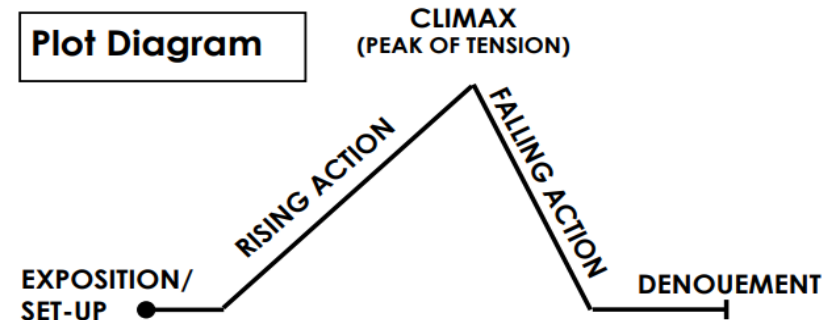 Plot Diagram
CLIMAX
(PEAK OF TENSION)
RISING ACTION
FALLING ACTION
EXPOSITION/
SET-UP
DENOUEMENT